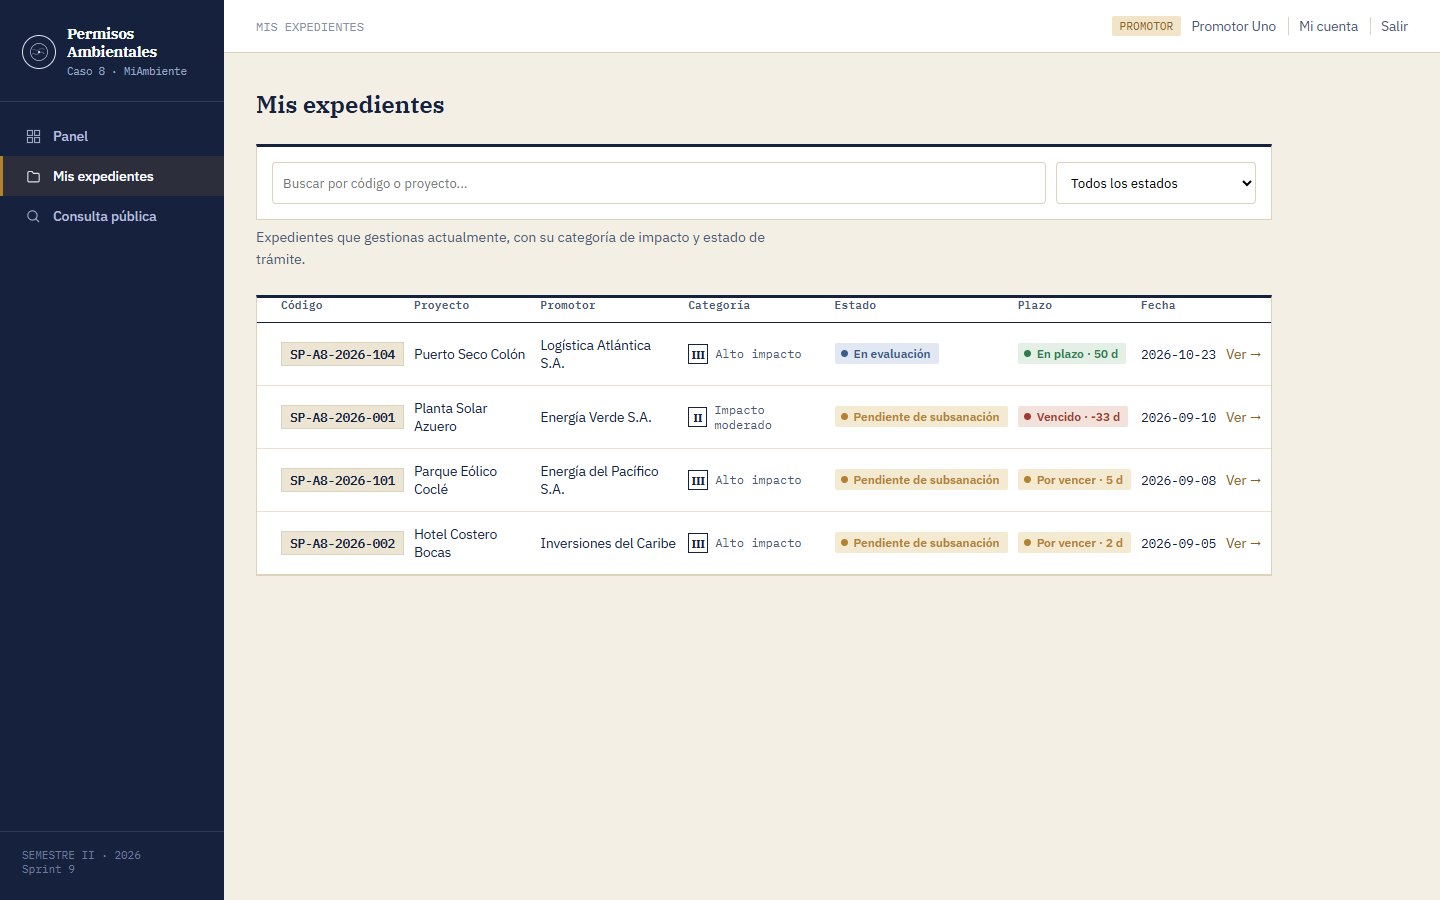 Permisos
Ambientales
Caso 8 · MiAmbiente
Panel
Mis expedientes
Consulta pública
SEMESTRE II · 2026
Sprint 9
MIS EXPEDIENTES
PROMOTOR Promotor Uno Mi cuenta Salir
Mis expedientes
Buscar por código o proyecto... Todos los estados
Expedientes que gestionas actualmente, con su categoría de impacto y estado de
trámite.
Código Proyecto Promotor Categoría Estado Plazo Fecha
SP-A8-2026-104 Puerto Seco Colón Logística Atlántica S.A. III Alto impacto En evaluación En plazo · 50 d 2026-10-23 Ver →
SP-A8-2026-001 Planta Solar Azuero Energía Verde S.A. II Impacto moderado Pendiente de subsanación Vencido · -33 d 2026-09-10 Ver →
SP-A8-2026-101 Parque Eólico Coclé Energía del Pacífico S.A. III Alto impacto Pendiente de subsanación Por vencer · 5 d 2026-09-08 Ver →
SP-A8-2026-002 Hotel Costero Bocas Inversiones del Caribe III Alto impacto Pendiente de subsanación Por vencer · 2 d 2026-09-05 Ver →